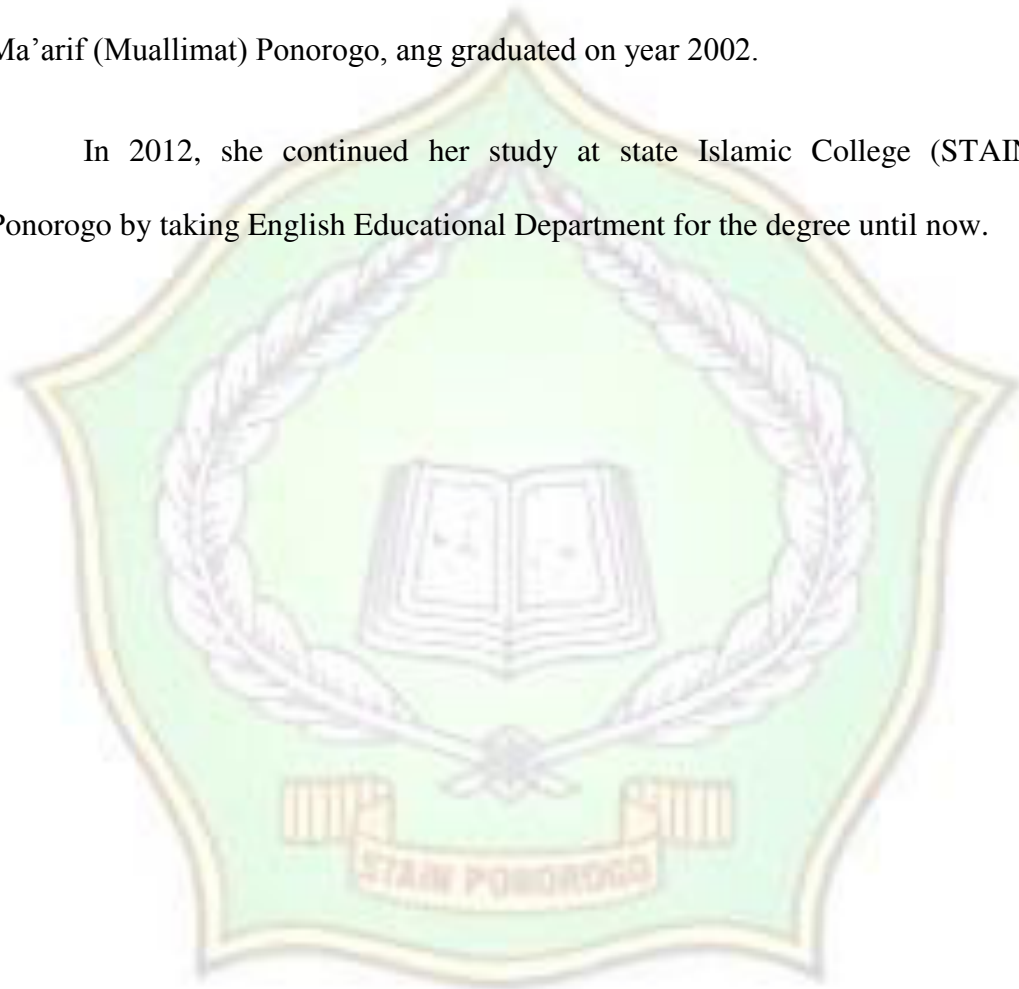 Ma’arif (Muallimat) Ponorogo, ang graduated on year 2002.
In 2012, she continued her study at state Islamic College (STAIN
Ponorogo by taking English Educational Department for the degree until now.
STAIN PONOROGO